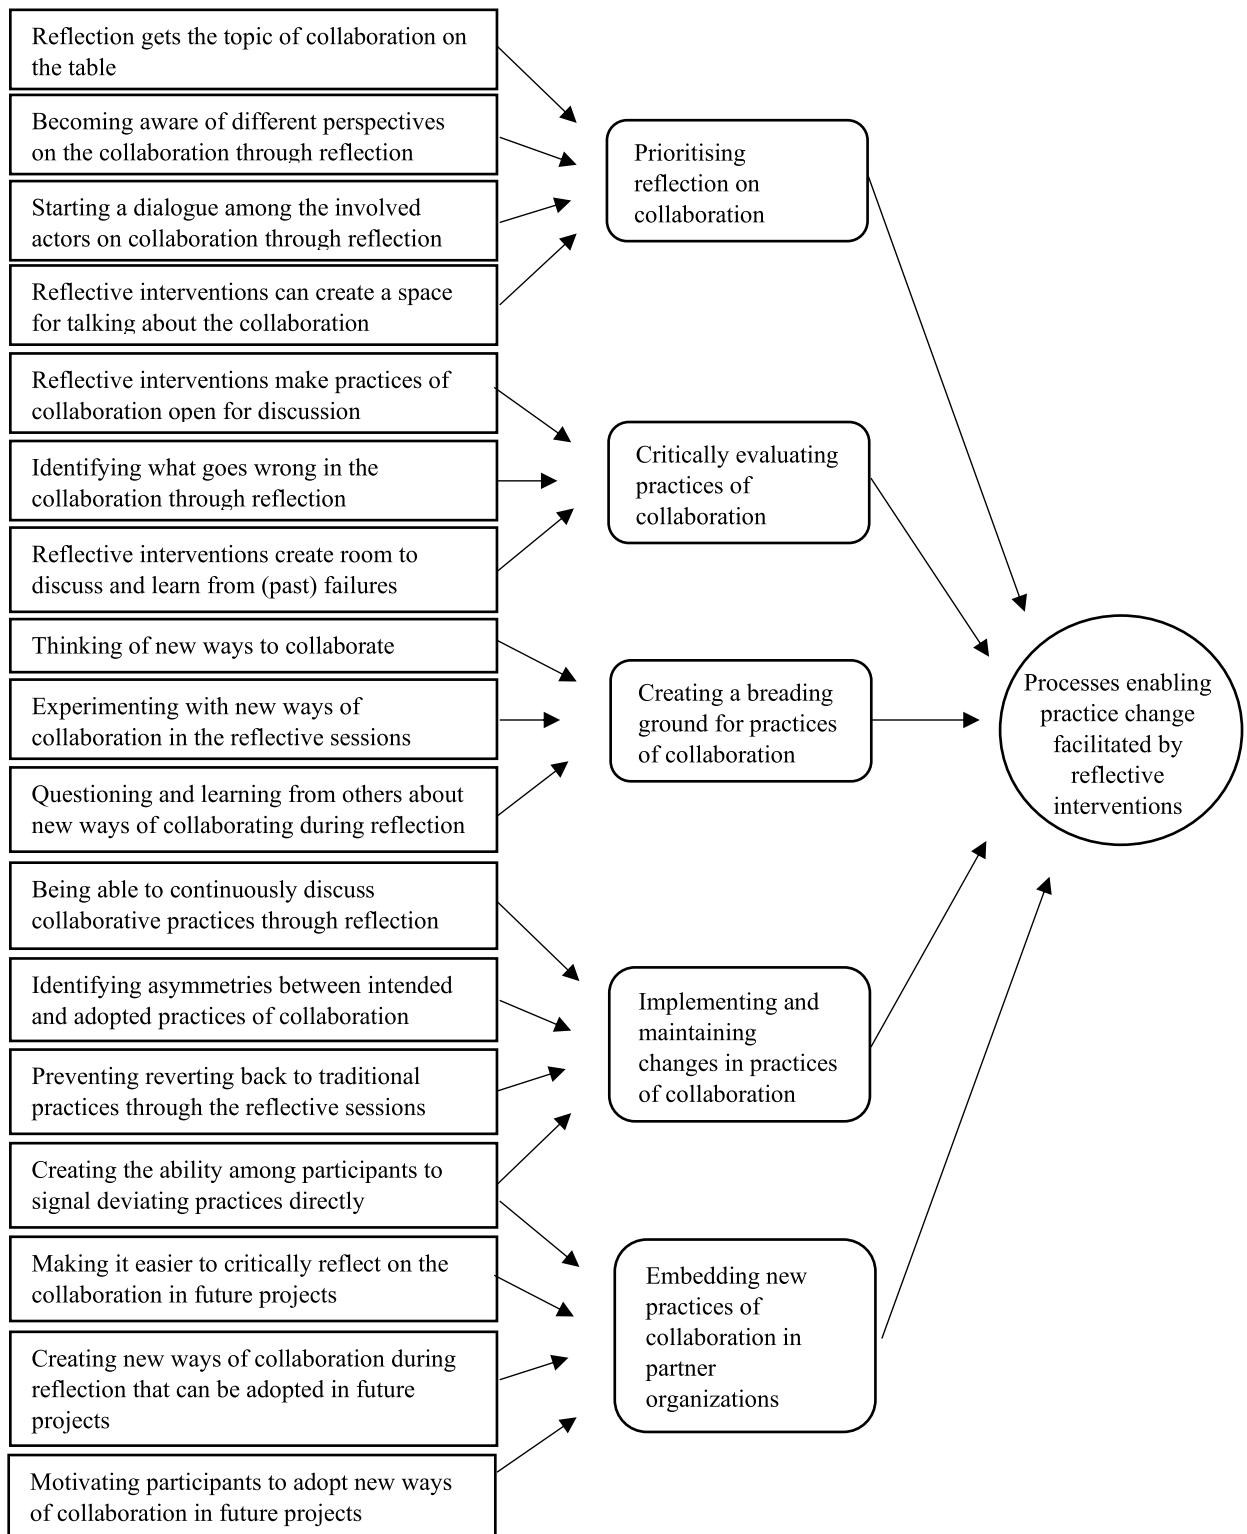 Reflection gets the topic of collaboration on
the table
Becoming aware of different perspectives
on the collaboration through reflection
Starting a dialogue among the involved
actors on collaboration through reflection
Reflective interventions can create a space
for talking about the collaboration
Reflective interventions make practices of
collaboration open for discussion
Identifying what goes wrong in the
collaboration through reflection
Reflective interventions create room to
discuss and learn from (past) failures
Thinking of new ways to collaborate
Experimenting with new ways of
collaboration in the reflective sessions
Questioning and learning from others about
new ways of collaborating during reflection
Being able to continuously discuss
collaborative practices through reflection
Identifying asymmetries between intended
and adopted practices of collaboration
Preventing reverting back to traditional
practices through the reflective sessions
Creating the ability among participants to
signal deviating practices directly
Making it easier to critically reflect on the
collaboration in future projects
Creating new ways of collaboration during
reflection that can be adopted in future
projects
Motivating participants to adopt new ways
of collaboration in future projects
Prioritising
reflection on
collaboration
Critically evaluating
practices of
collaboration
Creating a breading
ground for practices
of collaboration
Implementing and
maintaining
changes in practices
of collaboration
Embedding new
practices of
collaboration in
partner
organizations
Processes enabling
practice change
facilitated by
reflective
interventions